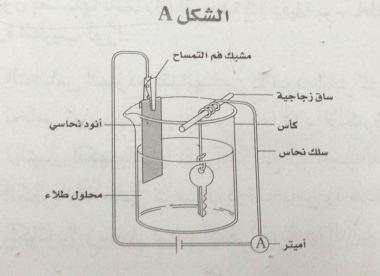 الشكل A
مشبك فم التمساح
ساق زجاجية
أنود نحاسي
كأس
سلك نحاس
محلول طلاء
A
أميتر